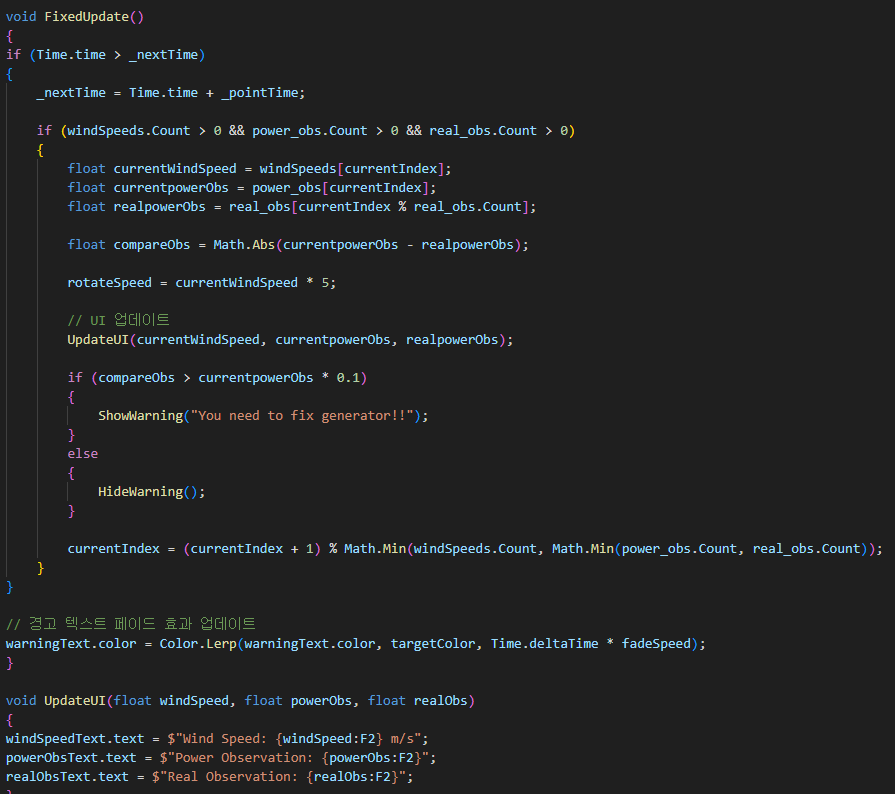 void FixedUpdate()
{
if (Time.time > _nextTime)
{
    _nextTime = Time.time + _pointTime;

    if (windSpeeds.Count > 0 && power_obs.Count > 0 && real_obs.Count > 0)
    {
        float currentWindSpeed = windSpeeds[currentIndex];
        float currentpowerObs = power_obs[currentIndex];
        float realpowerObs = real_obs[currentIndex % real_obs.Count];

        float compareObs = Math.Abs(currentpowerObs - realpowerObs);

        rotateSpeed = currentWindSpeed * 5;

        // UI 업데이트
        UpdateUI(currentWindSpeed, currentpowerObs, realpowerObs);

        if (compareObs > currentpowerObs * 0.1)
        {
            ShowWarning("You need to fix generator!!");
        }
        else
        {
            HideWarning();
        }

        currentIndex = (currentIndex + 1) % Math.Min(windSpeeds.Count, Math.Min(power_obs.Count, real_obs.Count));
    }
}

// 경고 텍스트 페이드 효과 업데이트
warningText.color = Color.Lerp(warningText.color, targetColor, Time.deltaTime * fadeSpeed);
}

void UpdateUI(float windSpeed, float powerObs, float realObs)
{
windSpeedText.text = $"Wind Speed: {windSpeed:F2} m/s";
powerObsText.text = $"Power Observation: {powerObs:F2}";
realObsText.text = $"Real Observation: {realObs:F2}";
}